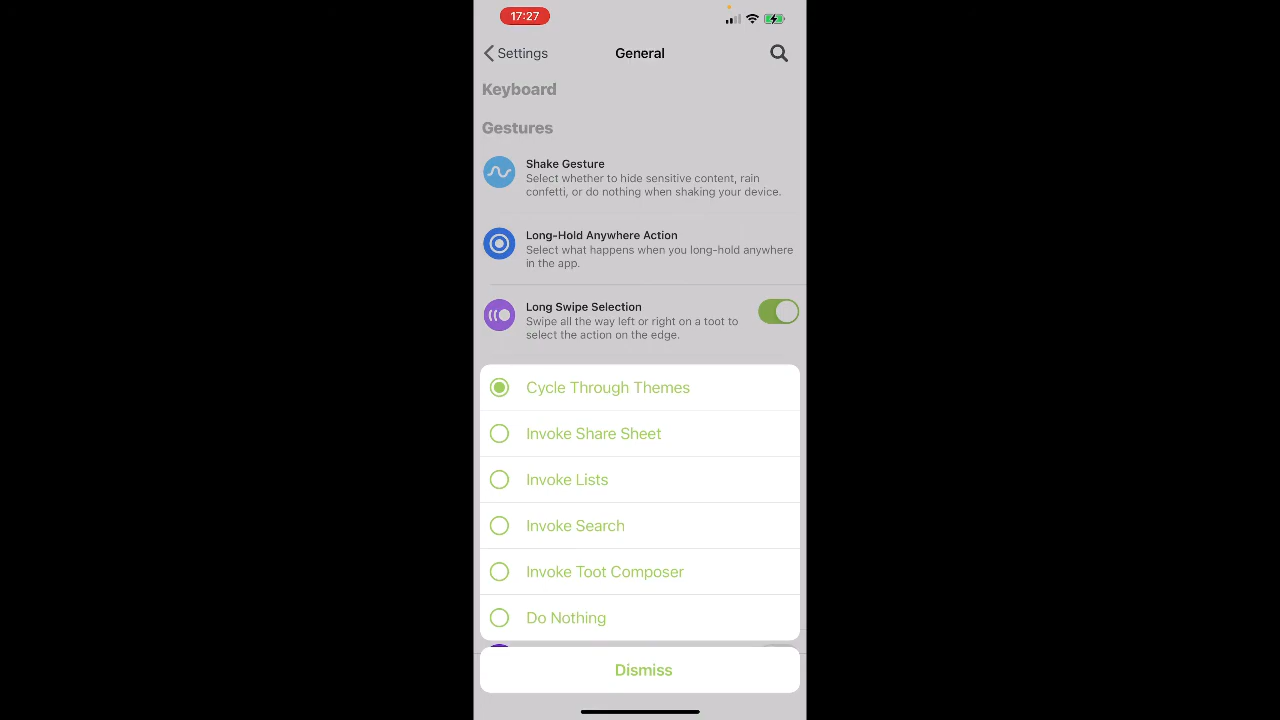 17:27
Settings
General
Keyboard
Gestures
Shake Gesture
Select whether to hide sensitive content, rain
confetti, or do nothing when shaking your device.
Long-Hold Anywhere Action
Select what happens when you long-hold anywhere
in the app.
Long Swipe Selection
Swipe all the way left or right on a toot to
select the action on the edge.
Cycle Through Themes
Invoke Share Sheet
Invoke Lists
Invoke Search
Invoke Toot Composer
Do Nothing
Dismiss